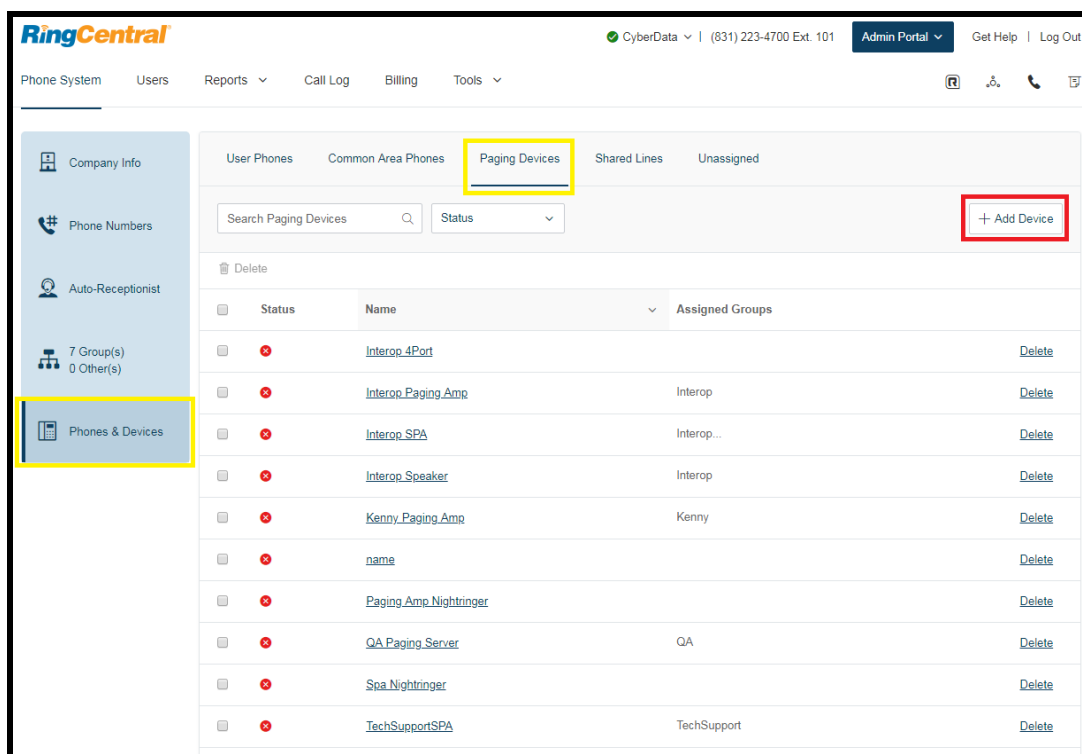 RingCentral
CyberData | (831) 223-4700 Ext. 101 Admin Portal Get Help | Log Out
Phone System Users Reports Call Log Billing Tools
Company Info
Phone Numbers
Auto-Receptionist
7 Group(s)
0 Other(s)
Phones & Devices
User Phones Common Area Phones Paging Devices Shared Lines Unassigned
Search Paging Devices Status + Add Device
Delete
Status Name Assigned Groups
Interop 4Port Delete
Interop Paging Amp Interop Delete
Interop SPA Interop... Delete
Interop Speaker Interop Delete
Kenny Paging Amp Kenny Delete
name Delete
Paging Amp Nightringer Delete
QA Paging Server QA Delete
Spa Nightringer Delete
TechSupportSPA TechSupport Delete